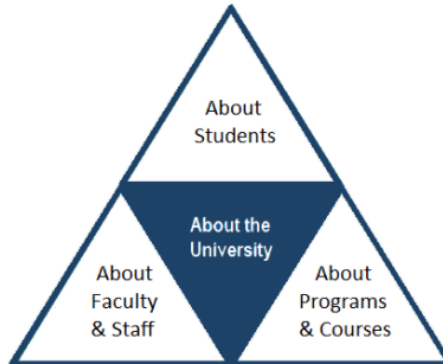 About
Students
About the
University
About
Faculty
& Staff
About
Programs
& Courses